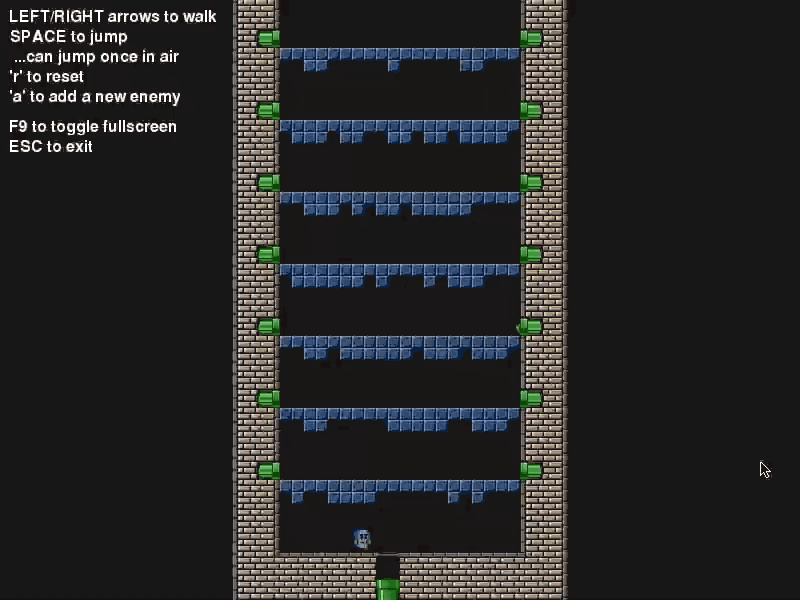 LEFT/RIGHT arrows to walk
SPACE to jump
...can jump once in air
'r' to reset
'a' to add a new enemy
F9 to toggle fullscreen
ESC to exit